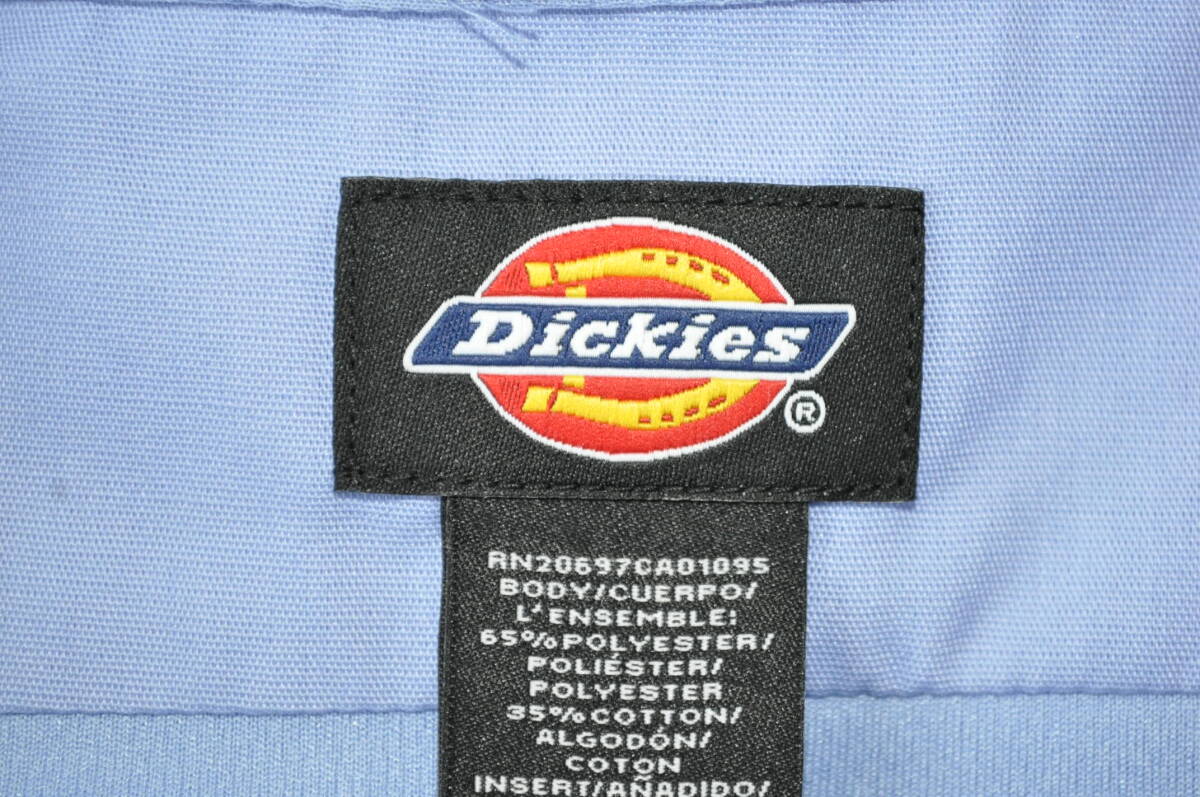 Dickies
®
RN20697CA01095
BODY/CUERPO/
L'ENSEMBLE:
65%POLYESTER/
POLIÉSTER/
POLYESTER
35%COTTON/
ALGODÓN/
COTON
INSERT/AÑADIDO/